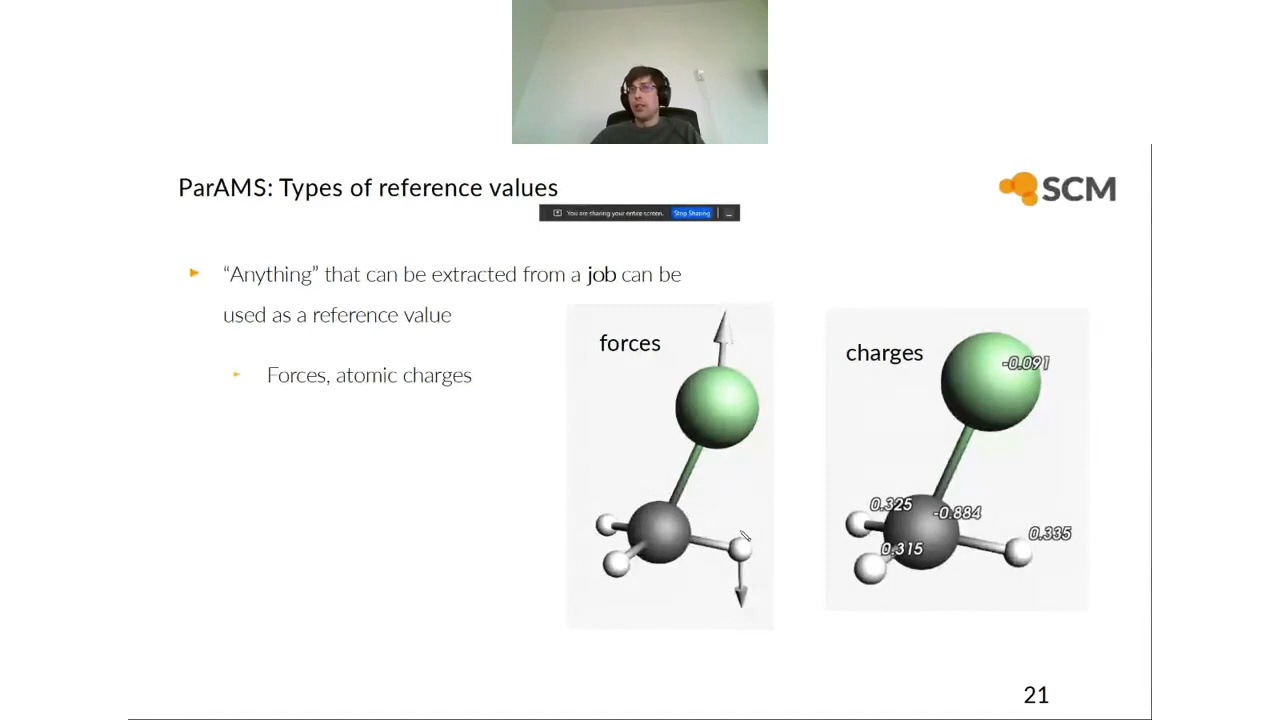 ParAMS: Types of reference values
SCM
You are sharing your entire screen. Stop Sharing
“Anything” that can be extracted from a job can be
used as a reference value
Forces, atomic charges
forces
charges
-0.091
0.325
-0.884
0.335
0.315
21